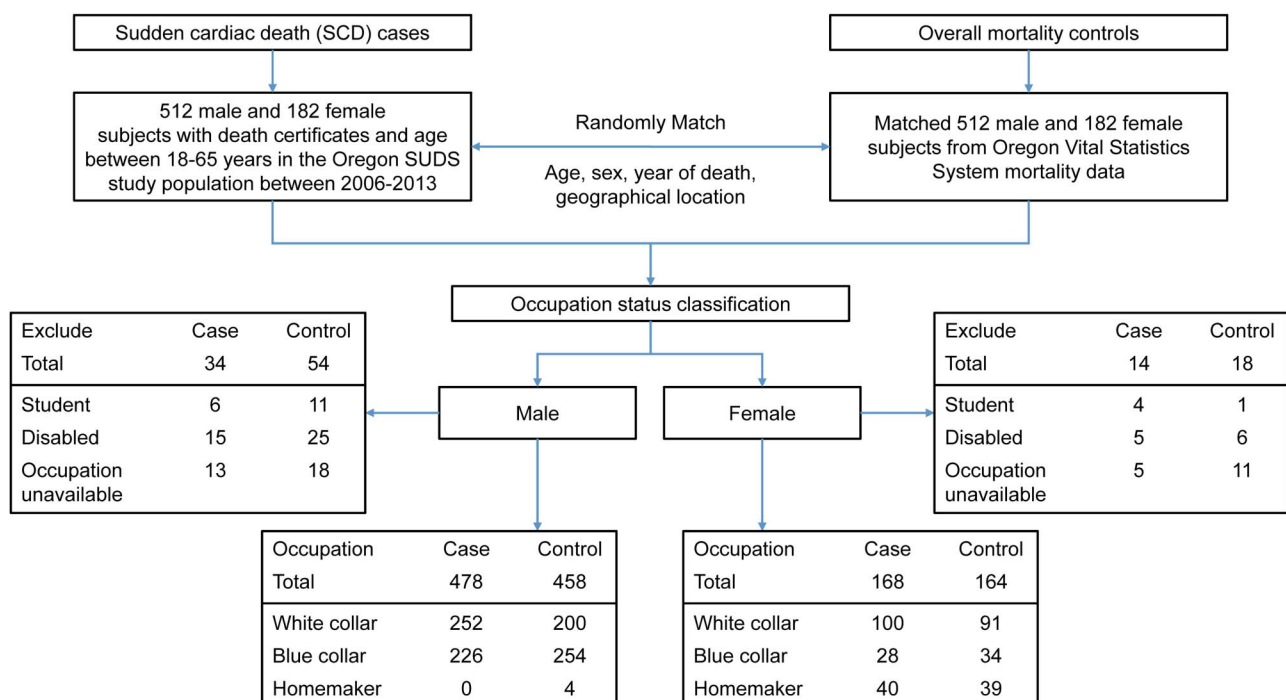 Sudden cardiac death (SCD) cases
Overall mortality controls
512 male and 182 female
subjects with death certificates and age
between 18-65 years in the Oregon SUDS
study population between 2006-2013
Randomly Match
Age, sex, year of death,
geographical location
Matched 512 male and 182 female
subjects from Oregon Vital Statistics
System mortality data
Occupation status classification
Exclude Case Control
Total 34 54
Student 6 11
Disabled 15 25
Occupation 13 18
unavailable
Male
Female
Exclude Case Control
Total 14 18
Student 4 1
Disabled 5 6
Occupation 5 11
unavailable
Occupation Case Control
Total 478 458
White collar 252 200
Blue collar 226 254
Homemaker 0 4
Occupation Case Control
Total 168 164
White collar 100 91
Blue collar 28 34
Homemaker 40 39